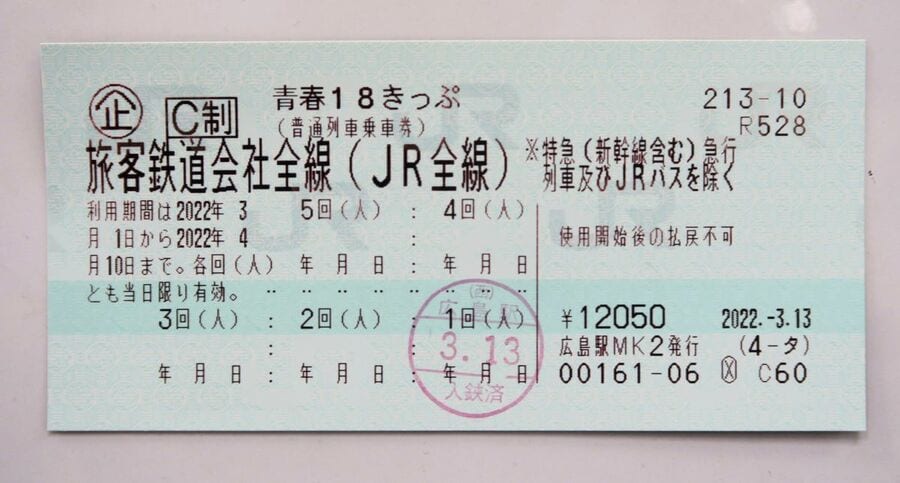 企 C制 青春18きっぷ 213-10
(普通列車乗車券) R528
旅客鉄道会社全線(JR全線) ※特急(新幹線含む)急行
列車及びJRバスを除く
利用期間は2022年 3 5回(人) : 4回(人)
月 1日から2022年 4 : 使用開始後の払戻不可
月10日まで。各回(人) 年 月 日 : 年 月 日
とも当日限り有効。 ‥ ‥ ‥ ‥ ‥ ‥ ‥ ‥
3回(人) : 2回(人) : 1回(人) ¥12050 2022.-3.13
: : 広島駅MK2発行 (4-タ)
年 月 日 : 年 月 日 : 年 月 日 00161-06 X C60
(西)
広島駅
3.13
入鋏済